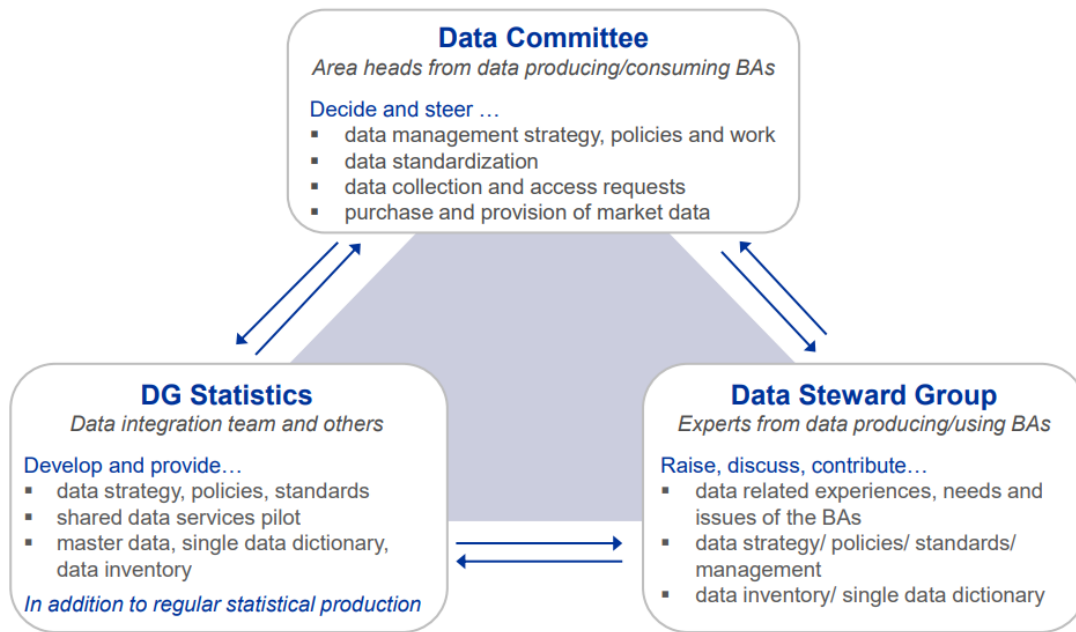 Data Committee
Area heads from data producing/consuming BAs
Decide and steer …
▪ data management strategy, policies and work
▪ data standardization
▪ data collection and access requests
▪ purchase and provision of market data
DG Statistics
Data integration team and others
Develop and provide…
▪ data strategy, policies, standards
▪ shared data services pilot
▪ master data, single data dictionary,
data inventory
In addition to regular statistical production
Data Steward Group
Experts from data producing/using BAs
Raise, discuss, contribute…
▪ data related experiences, needs and
issues of the BAs
▪ data strategy/ policies/ standards/
management
▪ data inventory/ single data dictionary